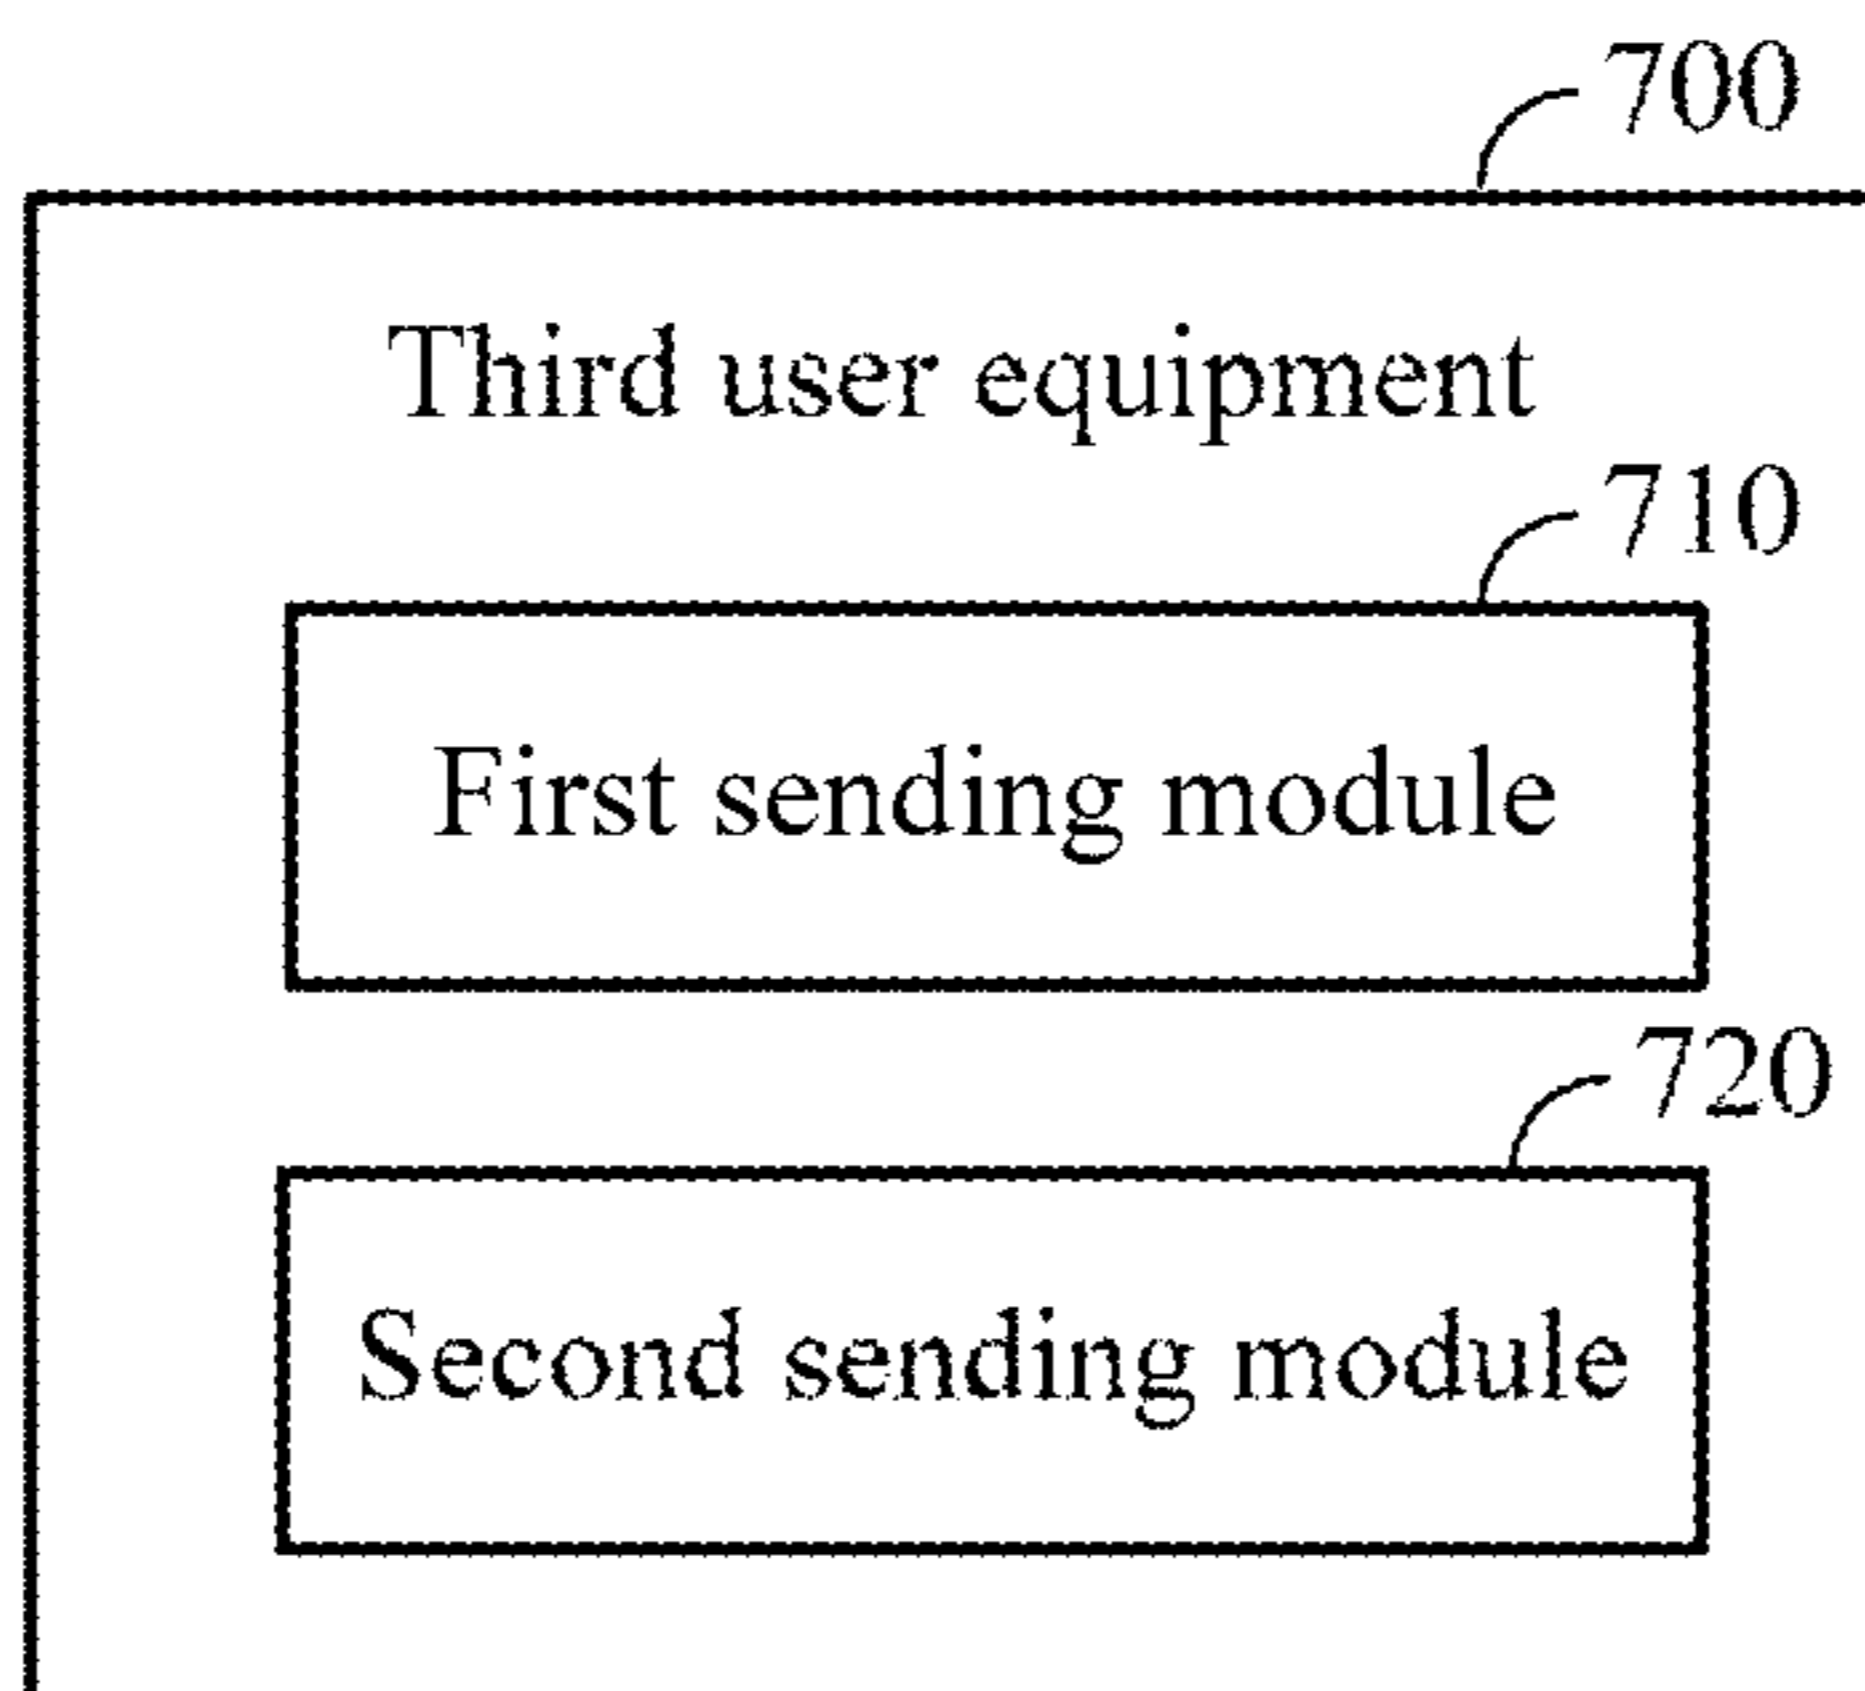 700
Third user equipment
710
First sending module
720
Second sending module